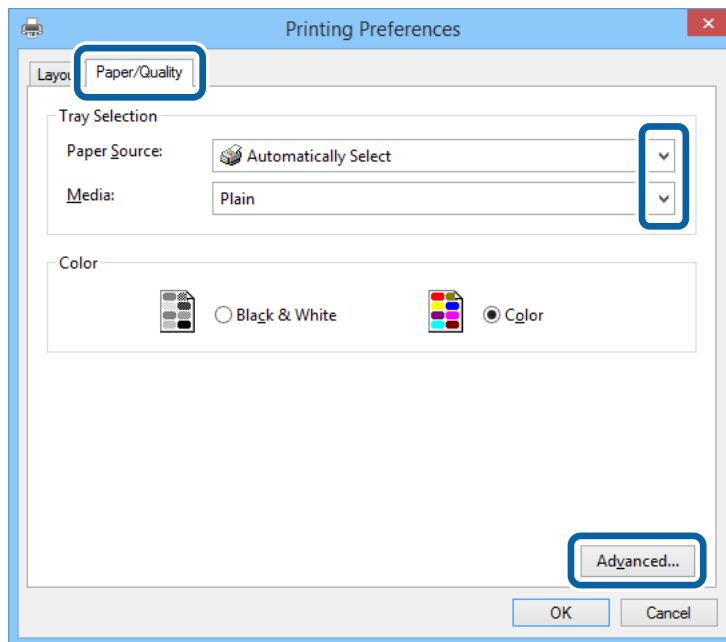 Printing Preferences
Layou
Paper/Quality
Tray Selection
Paper Source:
Automatically Select
Media:
Plain
Color
Black & White
Color
Advanced...
OK
Cancel